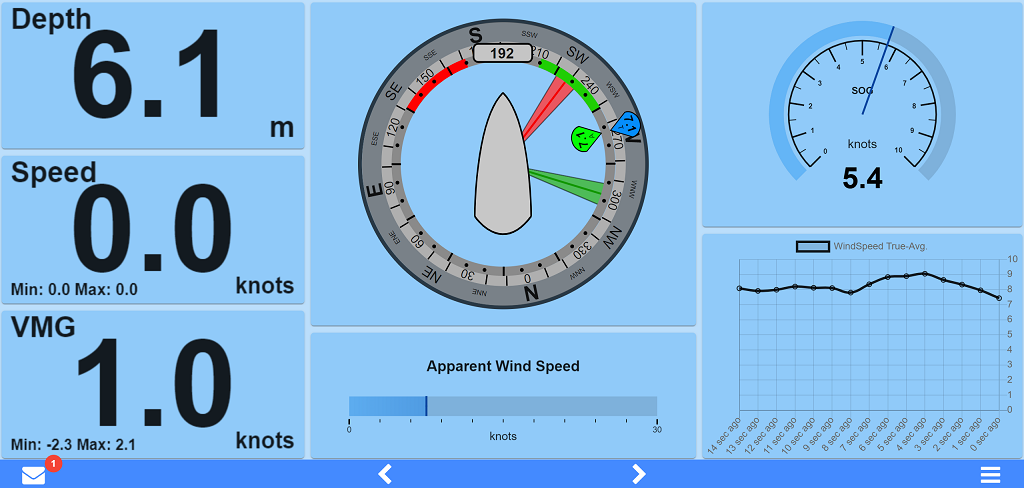 Depth
6.1
m
Speed
0.0
Min: 0.0 Max: 0.0
knots
VMG
1.0
Min: -2.3 Max: 2.1
knots
192
S
SSW
SW
WSW
WNW
NW
NNW
N
NNE
NE
ENE
E
ESE
SE
SSE
210
240
270
300
330
0
30
60
90
120
150
7.1
Apparent Wind Speed
0
30
knots
0
1
2
3
4
5
6
7
8
9
10
SOG
knots
5.4
WindSpeed True-Avg.
10
9
8
7
6
5
4
3
2
1
0
14 sec ago
13 sec ago
12 sec ago
11 sec ago
10 sec ago
9 sec ago
8 sec ago
7 sec ago
6 sec ago
5 sec ago
4 sec ago
3 sec ago
2 sec ago
1 sec ago
0 sec ago
1